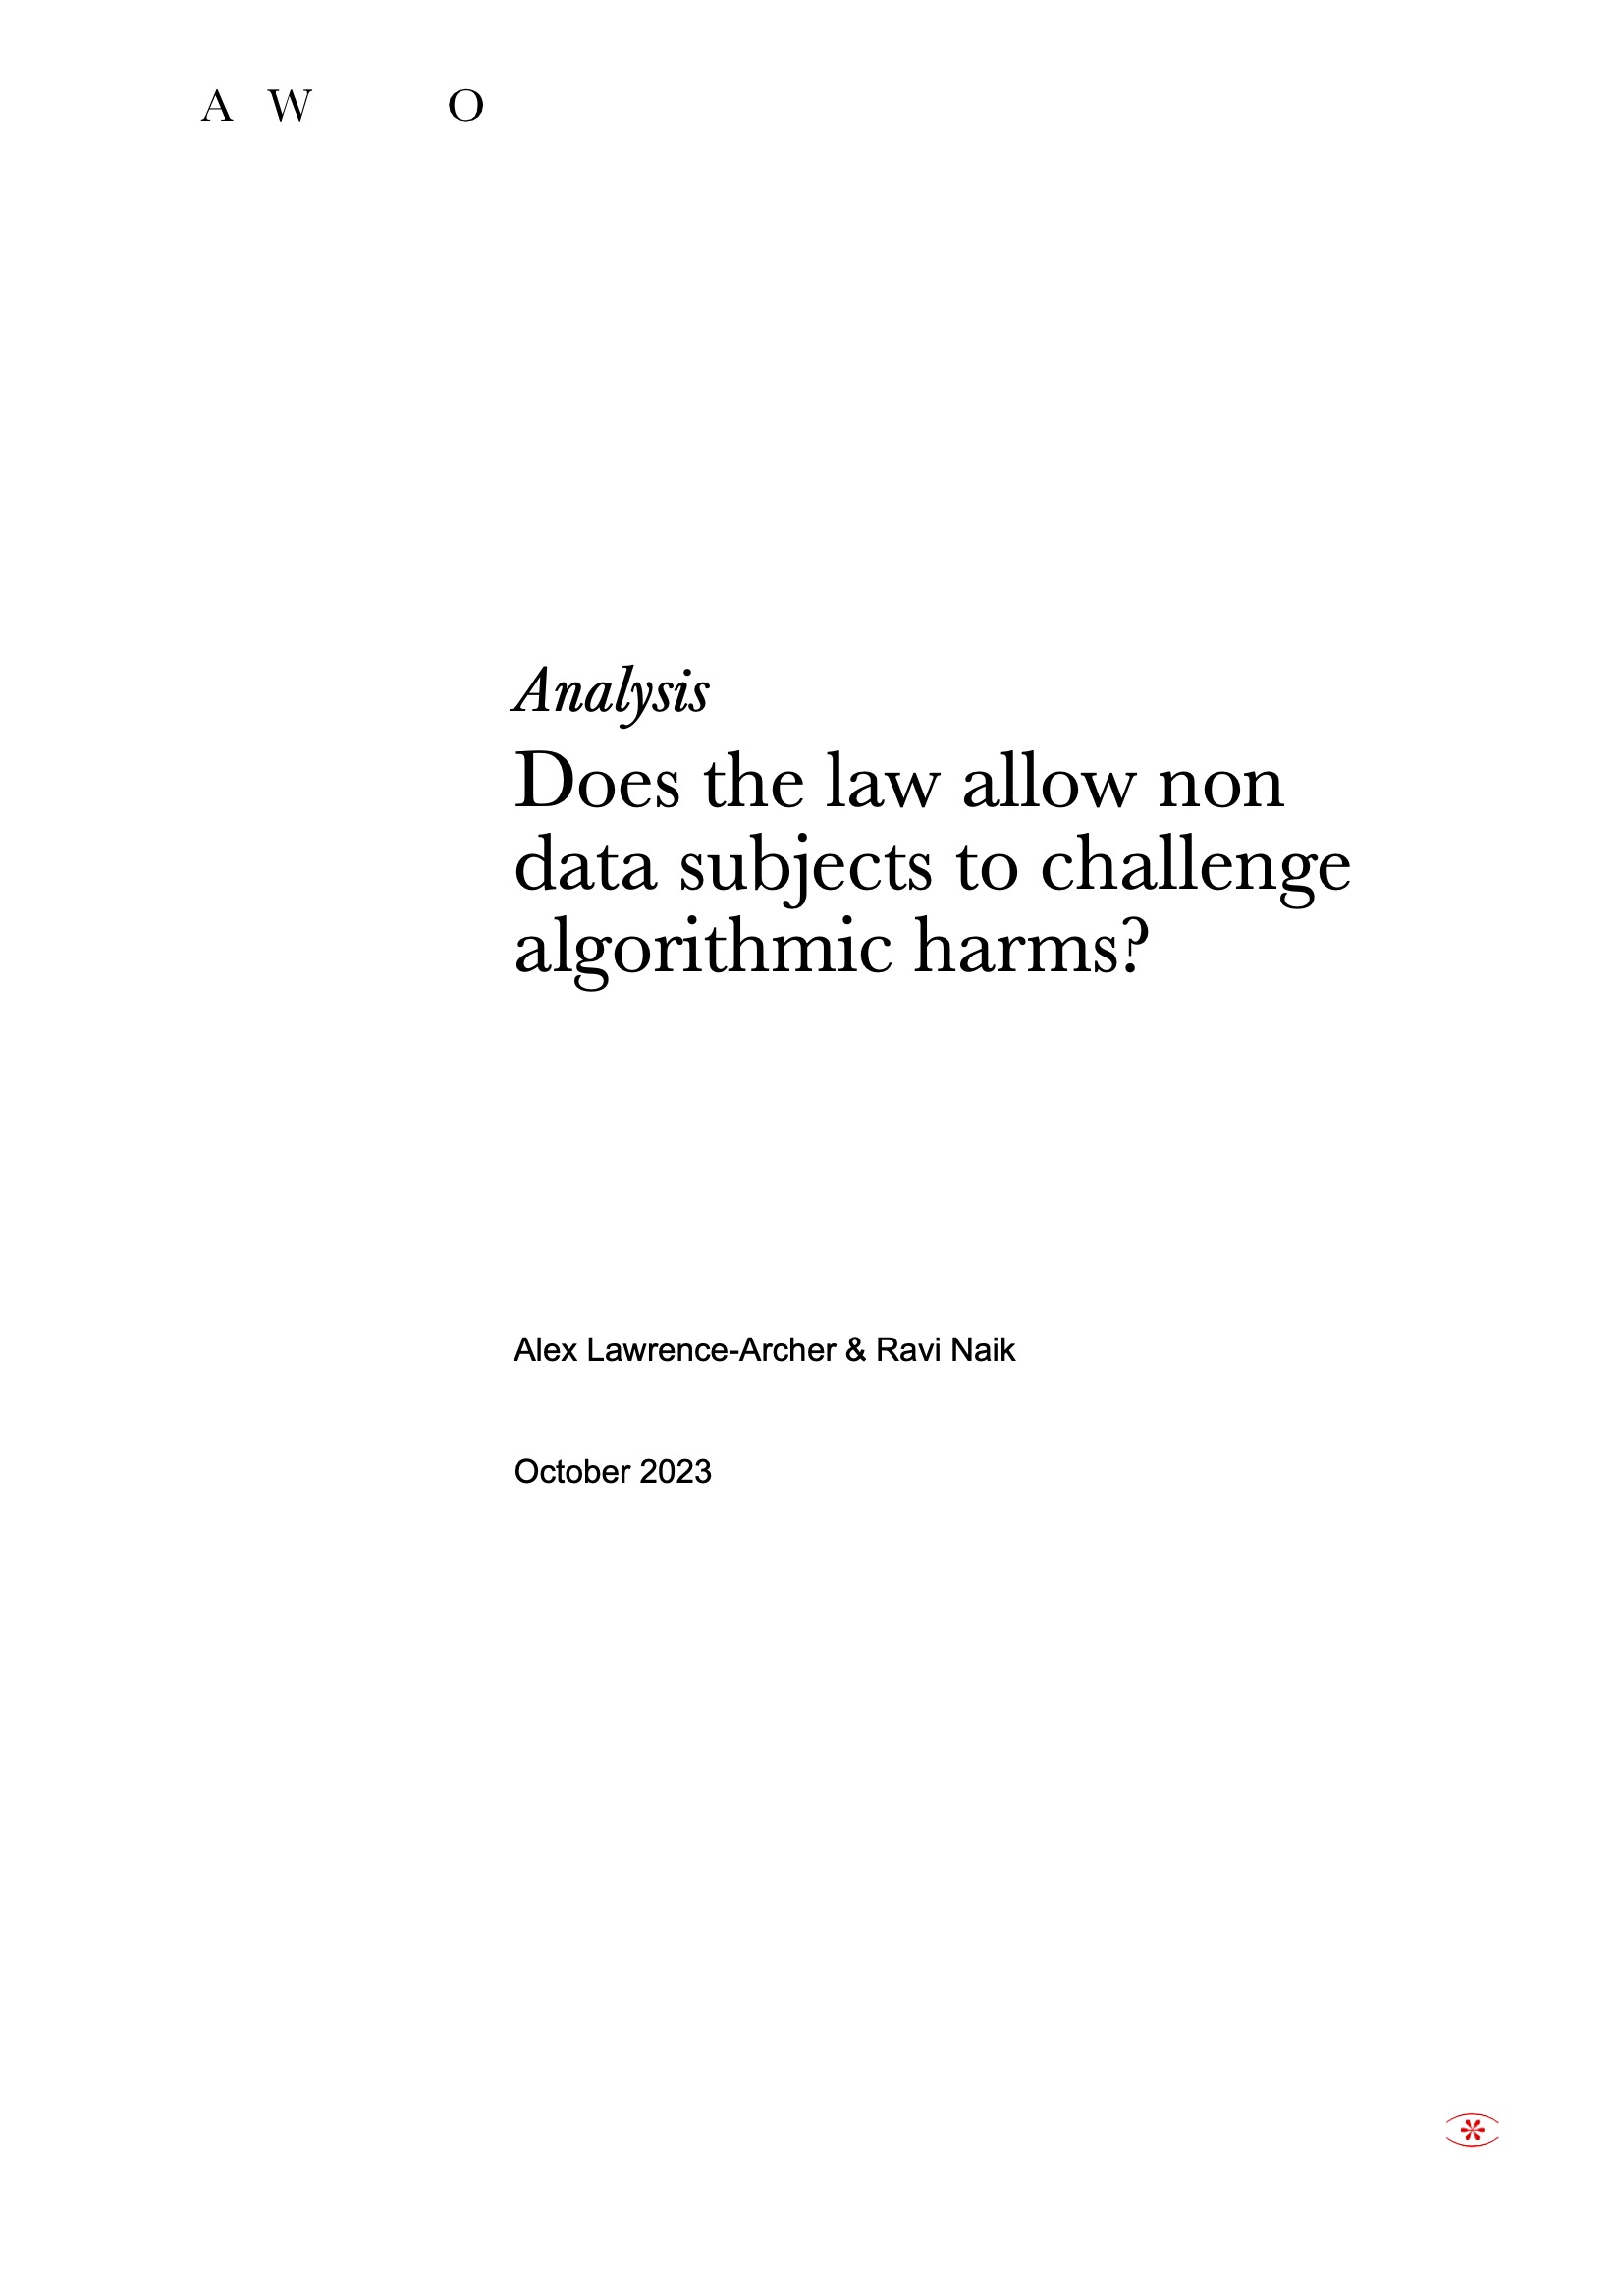 A W O
Analysis
Does the law allow non
data subjects to challenge
algorithmic harms?
Alex Lawrence-Archer & Ravi Naik
October 2023